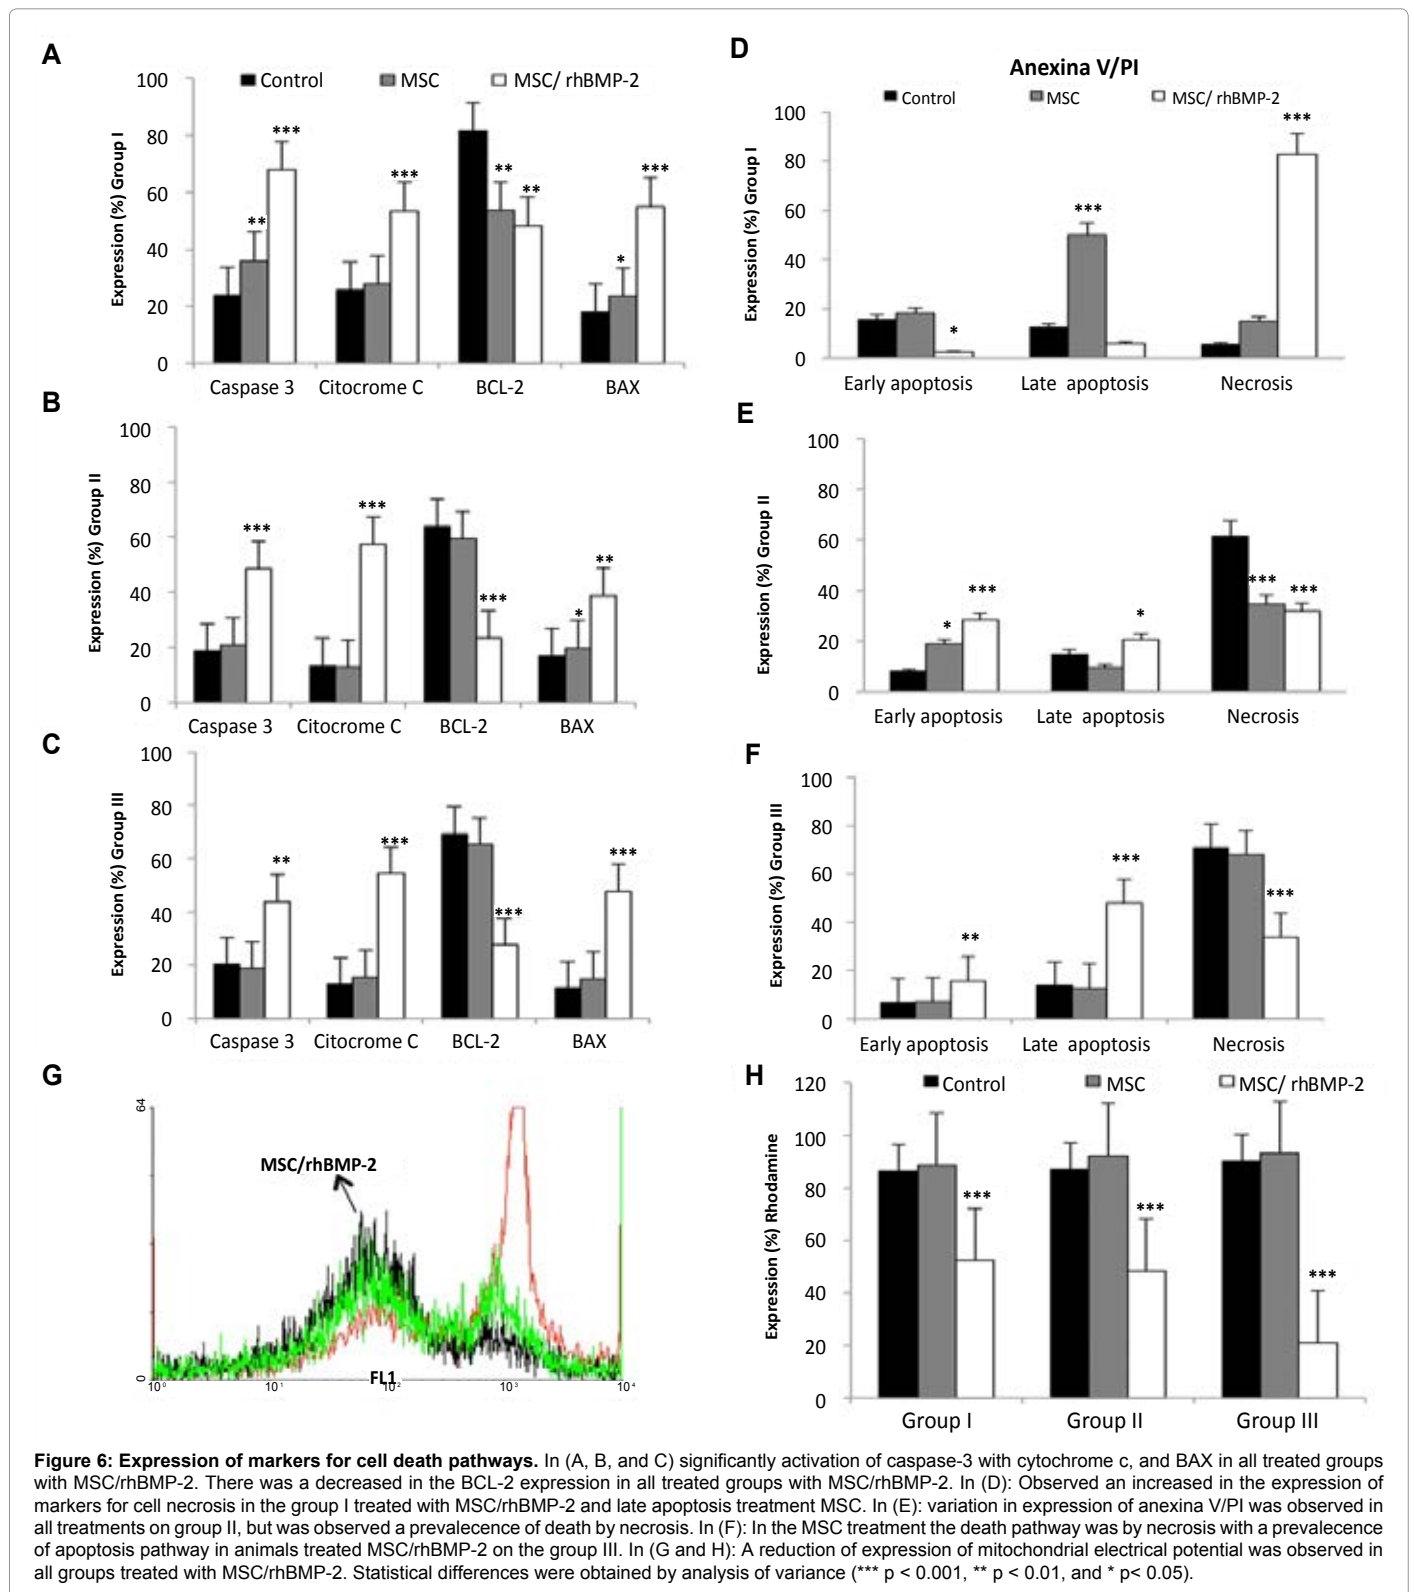 A
Control MSC MSC/ rhBMP-2
Expression (%) Group I
100
80
60
40
20
0
*** ** *** ** ** *** *
Caspase 3 Citocrome C BCL-2 BAX
B
Expression (%) Group II
100
80
60
40
20
0
*** *** *** * **
Caspase 3 Citocrome C BCL-2 BAX
C
Expression (%) Group III
100
80
60
40
20
0
** *** *** ***
Caspase 3 Citocrome C BCL-2 BAX
D
Anexina V/PI
Control MSC MSC/ rhBMP-2
Expression (%) Group I
100
80
60
40
20
0
* *** ***
Early apoptosis Late apoptosis Necrosis
E
Expression (%) Group II
100
80
60
40
20
0
* *** * *** ***
Early apoptosis Late apoptosis Necrosis
F
Expression (%) Group III
100
80
60
40
20
0
** *** ***
Early apoptosis Late apoptosis Necrosis
G
64
0
MSC/rhBMP-2
FL1
10⁰ 10¹ 10² 10³ 10⁴
H
Control MSC MSC/ rhBMP-2
Expression (%) Rhodamine
120
100
80
60
40
20
0
*** *** ***
Group I Group II Group III
Figure 6: Expression of markers for cell death pathways. In (A, B, and C) significantly activation of caspase-3 with cytochrome c, and BAX in all treated groups
with MSC/rhBMP-2. There was a decreased in the BCL-2 expression in all treated groups with MSC/rhBMP-2. In (D): Observed an increased in the expression of
markers for cell necrosis in the group I treated with MSC/rhBMP-2 and late apoptosis treatment MSC. In (E): variation in expression of anexina V/PI was observed in
all treatments on group II, but was observed a prevalecence of death by necrosis. In (F): In the MSC treatment the death pathway was by necrosis with a prevalecence
of apoptosis pathway in animals treated MSC/rhBMP-2 on the group III. In (G and H): A reduction of expression of mitochondrial electrical potential was observed in
all groups treated with MSC/rhBMP-2. Statistical differences were obtained by analysis of variance (*** p < 0.001, ** p < 0.01, and * p< 0.05).